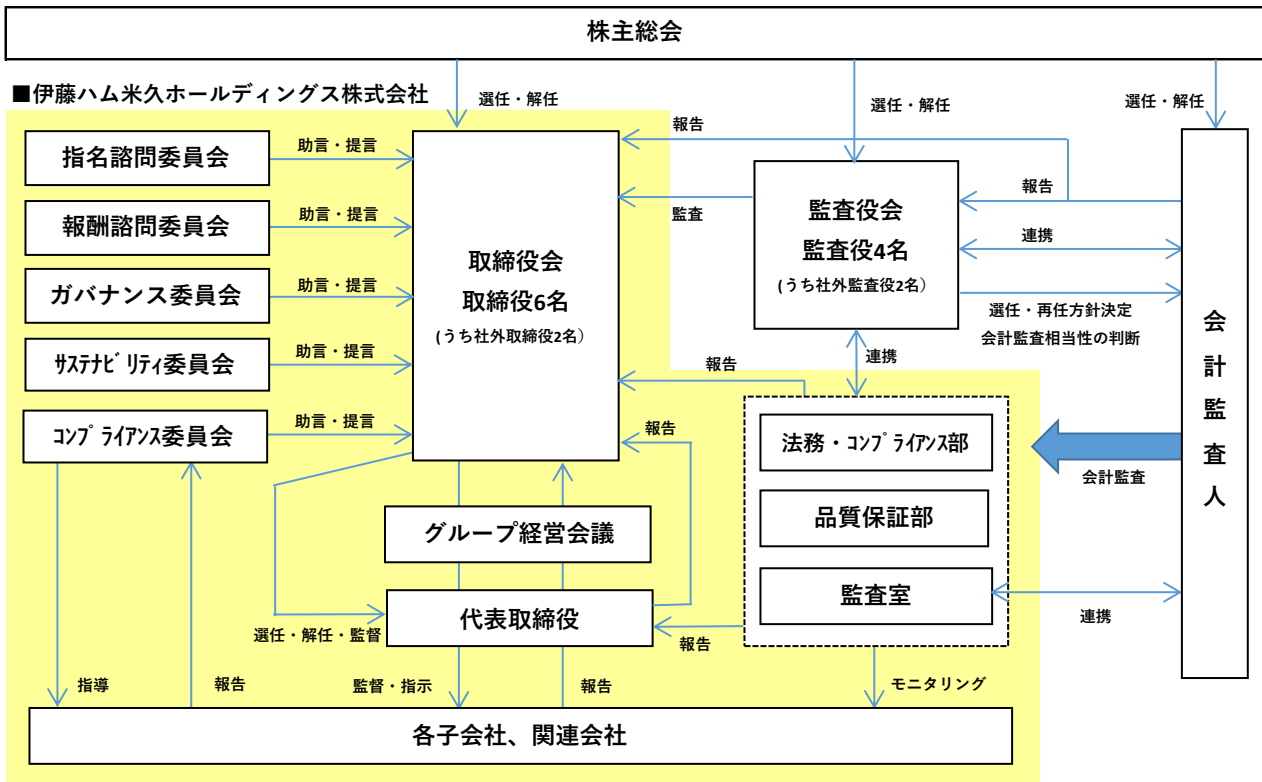 株主総会
■伊藤ハム米久ホールディングス株式会社
選任・解任
選任・解任
選任・解任
指名諮問委員会
助言・提言
報酬諮問委員会
助言・提言
ガバナンス委員会
助言・提言
ｻｽﾃﾅﾋﾞﾘﾃｨ委員会
助言・提言
ｺﾝﾌﾟﾗｲｱﾝｽ委員会
助言・提言
取締役会
取締役6名
(うち社外取締役2名）
報告
監査
監査役会
監査役4名
(うち社外監査役2名）
報告
連携
選任・再任方針決定
会計監査相当性の判断
会計監査人
連携
報告
報告
法務・ｺﾝﾌﾟﾗｲｱﾝｽ部
品質保証部
監査室
会計監査
連携
グループ経営会議
代表取締役
選任・解任・監督
報告
指導
報告
監督・指示
報告
モニタリング
各子会社、関連会社